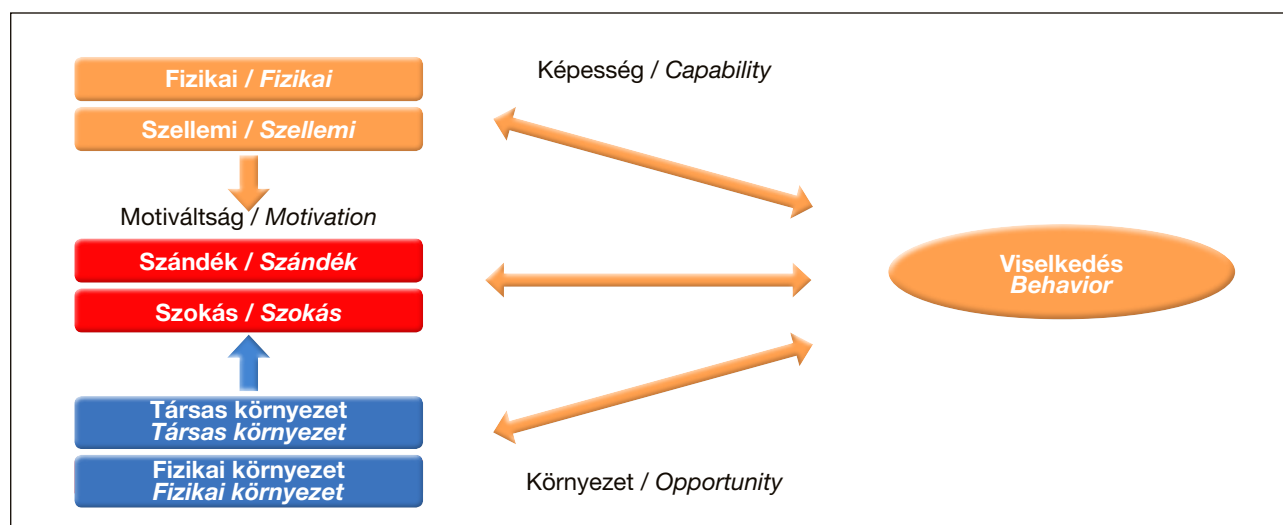 Fizikai / Fizikai
Képesség / Capability
Szellemi / Szellemi
Motiváltság / Motivation
Szándék / Szándék
Szokás / Szokás
Viselkedés
Behavior
Társas környezet
Társas környezet
Fizikai környezet
Fizikai környezet
Környezet / Opportunity